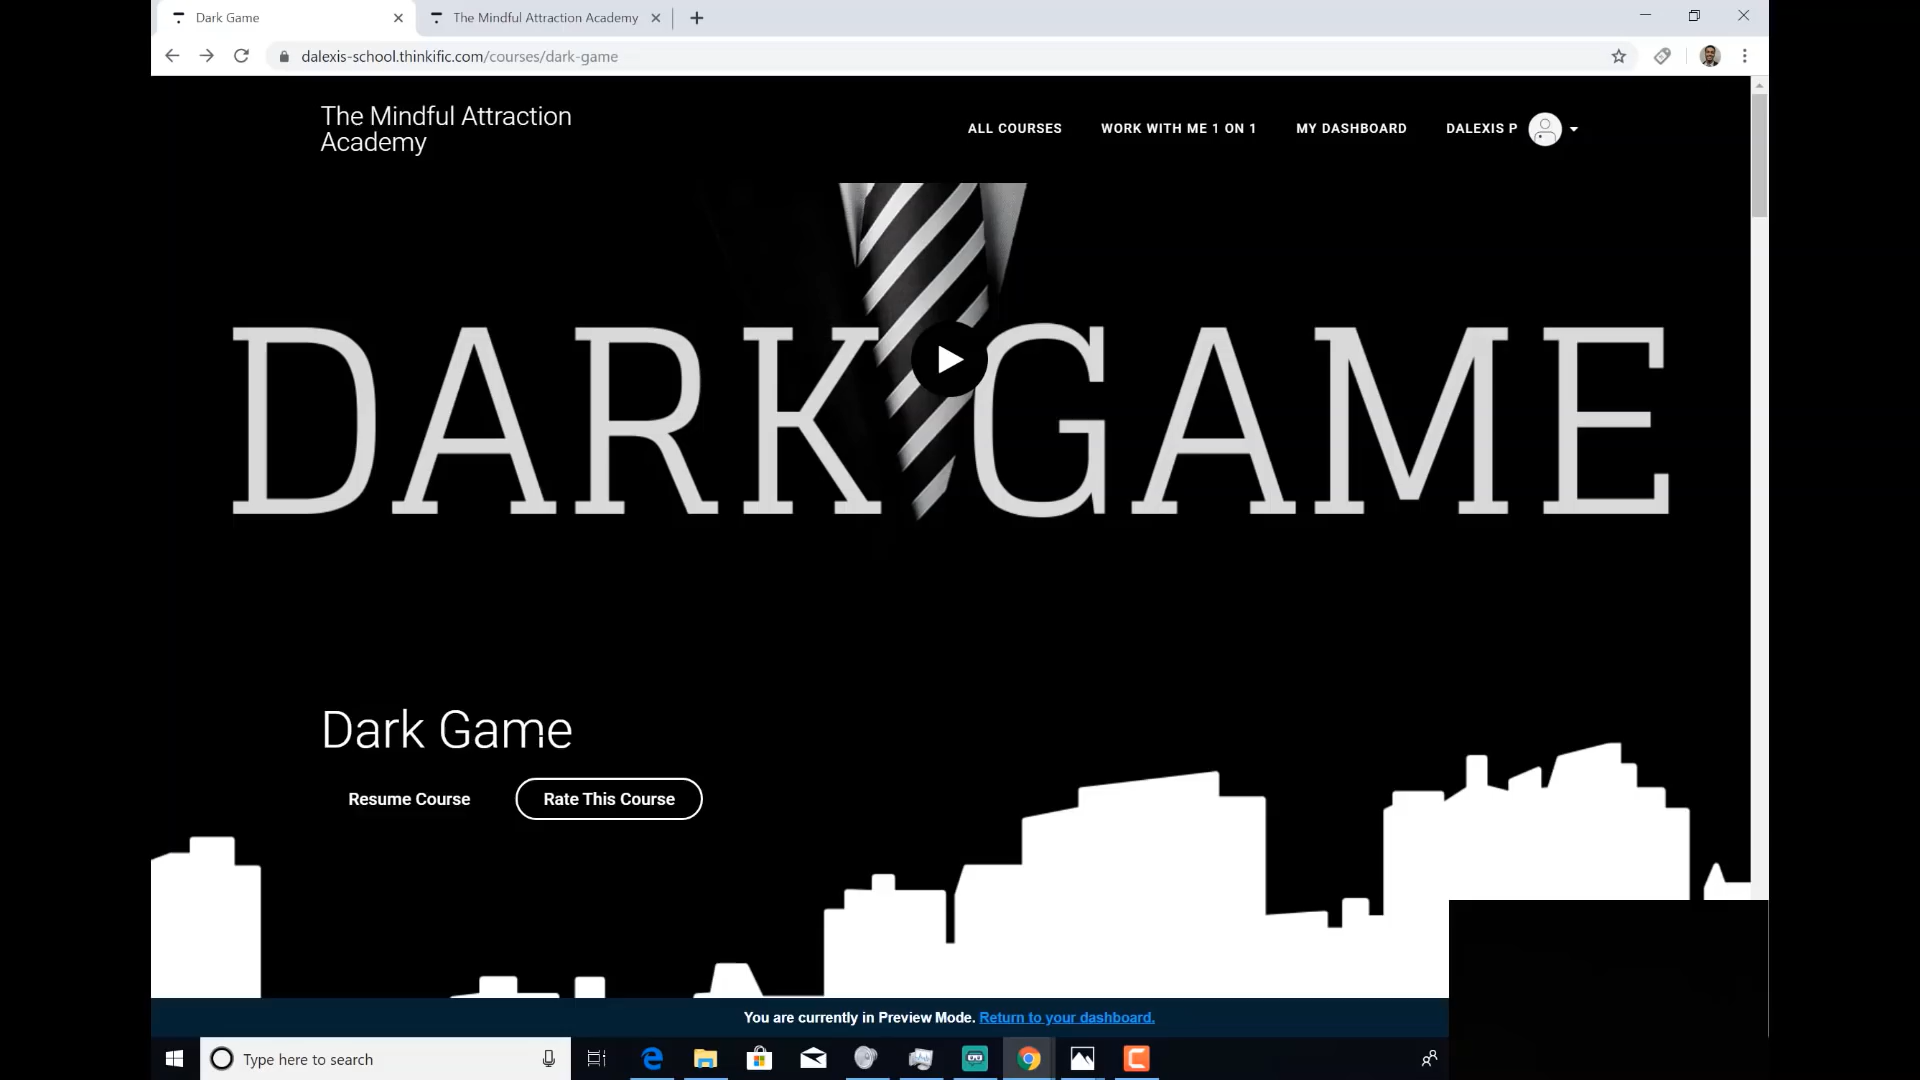 Dark Game
The Mindful Attraction Academy
dalexis-school.thinkific.com/courses/dark-game
The Mindful Attraction
Academy
ALL COURSES
WORK WITH ME 1 ON 1
MY DASHBOARD
DALEXIS P
DARK GAME
Dark Game
Resume Course
Rate This Course
You are currently in Preview Mode. Return to your dashboard.
Type here to search